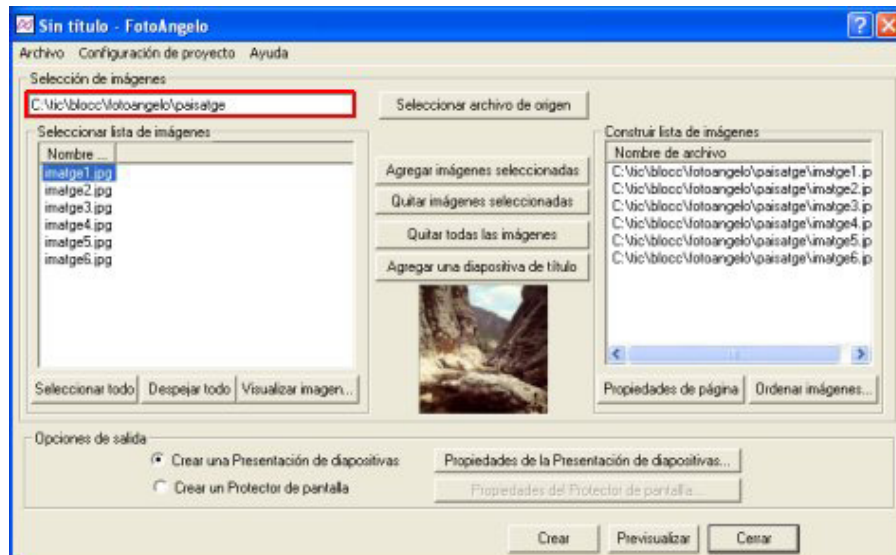 Sin título - FotoAngelo
Archivo Configuración de proyecto Ayuda
Selección de imágenes
C:\tic\blocc\fotoangelo\paisatge
Seleccionar archivo de origen
Seleccionar lista de imágenes
Nombre ...
imatge1.jpg
imatge2.jpg
imatge3.jpg
imatge4.jpg
imatge5.jpg
imatge6.jpg
Seleccionar todo
Despejar todo
Visualizar imagen...
Agregar imágenes seleccionadas
Quitar imágenes seleccionadas
Quitar todas las imágenes
Agregar una diapositiva de título
Construir lista de imágenes
Nombre de archivo
C:\tic\blocc\fotoangelo\paisatge\imatge1.jp
C:\tic\blocc\fotoangelo\paisatge\imatge2.jp
C:\tic\blocc\fotoangelo\paisatge\imatge3.jp
C:\tic\blocc\fotoangelo\paisatge\imatge4.jp
C:\tic\blocc\fotoangelo\paisatge\imatge5.jp
C:\tic\blocc\fotoangelo\paisatge\imatge6.jp
Propiedades de página
Ordenar imágenes...
Opciones de salida
Crear una Presentación de diapositivas
Propiedades de la Presentación de diapositivas...
Crear un Protector de pantalla
Propiedades del Protector de pantalla...
Crear
Previsualizar
Cerrar